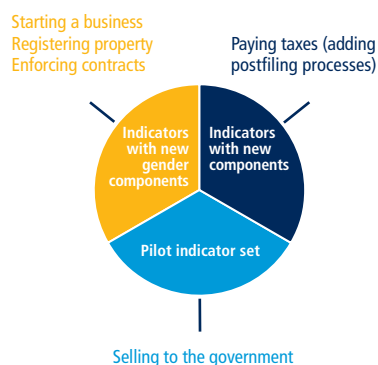 Starting a business
Registering property
Enforcing contracts
Paying taxes (adding
postfiling processes)
Indicators
with new
gender
components
Indicators
with new
components
Pilot indicator set
Selling to the government